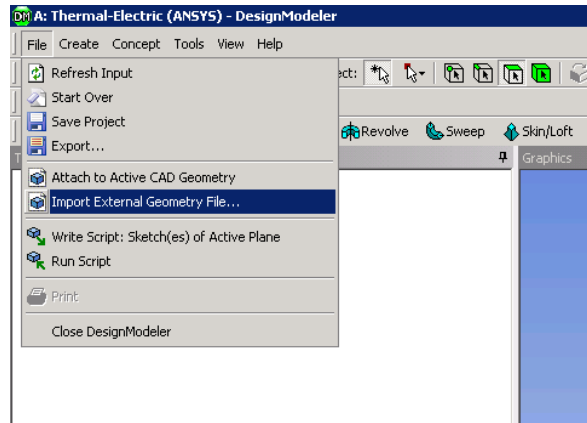 DM A: Thermal-Electric (ANSYS) - DesignModeler
File Create Concept Tools View Help
Refresh Input
Start Over
Save Project
Export...
Revolve Sweep Skin/Loft
Graphics
Attach to Active CAD Geometry
Import External Geometry File...
Write Script: Sketch(es) of Active Plane
Run Script
Print
Close DesignModeler